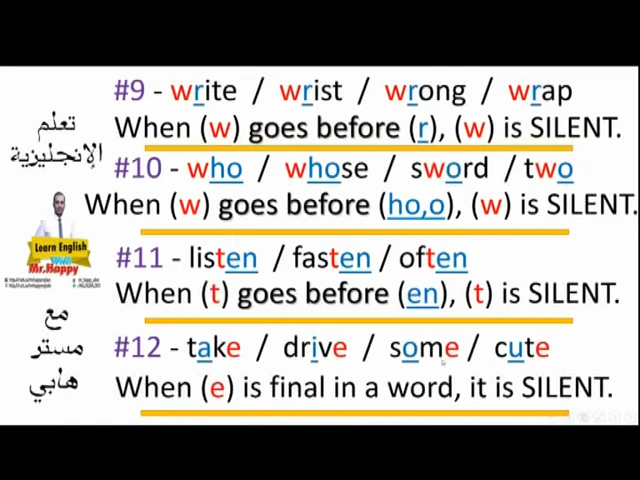 #9 - write / wrist / wrong / wrap
When (w) goes before (r), (w) is SILENT.
#10 - who / whose / sword / two
When (w) goes before (ho,o), (w) is SILENT.
#11 - listen / fasten / often
When (t) goes before (en), (t) is SILENT.
#12 - take / drive / some / cute
When (e) is final in a word, it is SILENT.
تعلم
الإنجليزية
Learn English
With
Mr.Happy
مع
مستر
هابي